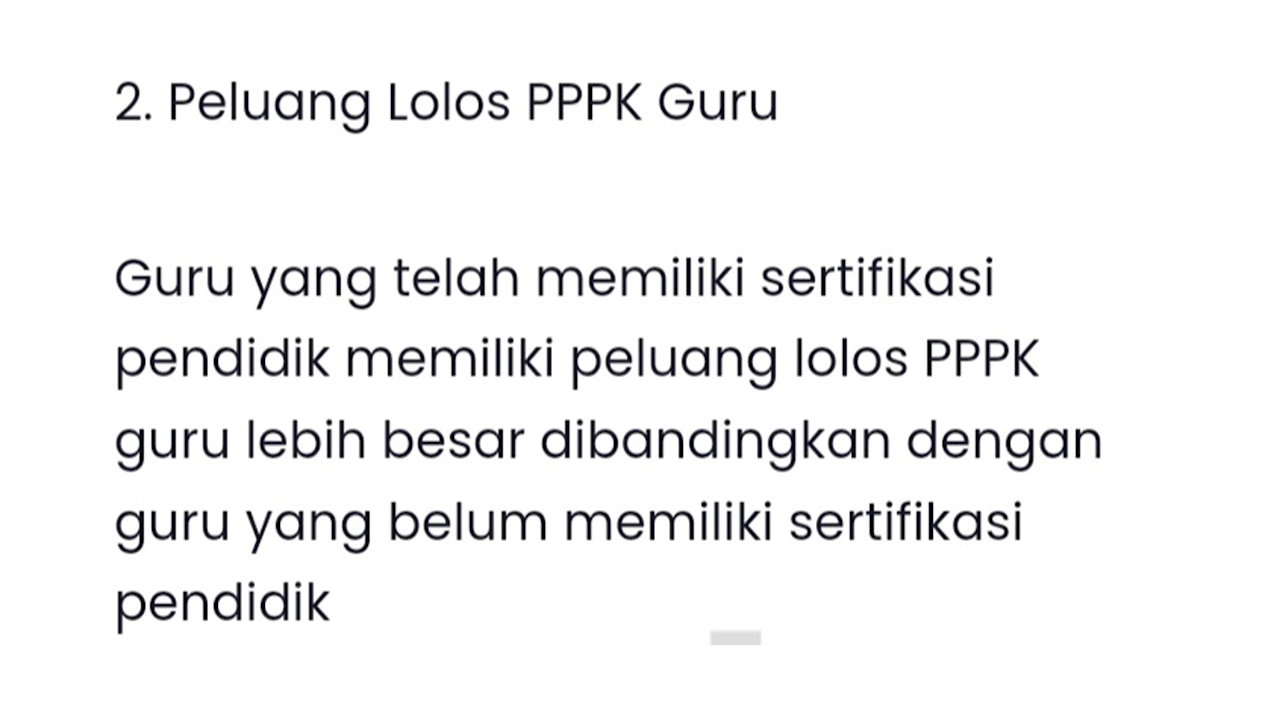 2. Peluang Lolos PPPK Guru
Guru yang telah memiliki sertifikasi
pendidik memiliki peluang lolos PPPK
guru lebih besar dibandingkan dengan
guru yang belum memiliki sertifikasi
pendidik